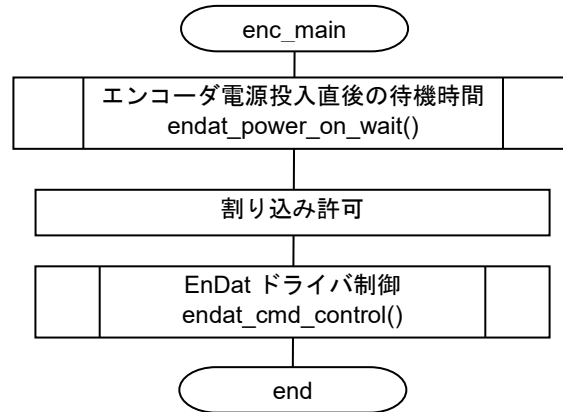 enc_main
エンコーダ電源投入直後の待機時間
endat_power_on_wait()
割り込み許可
EnDat ドライバ制御
endat_cmd_control()
end